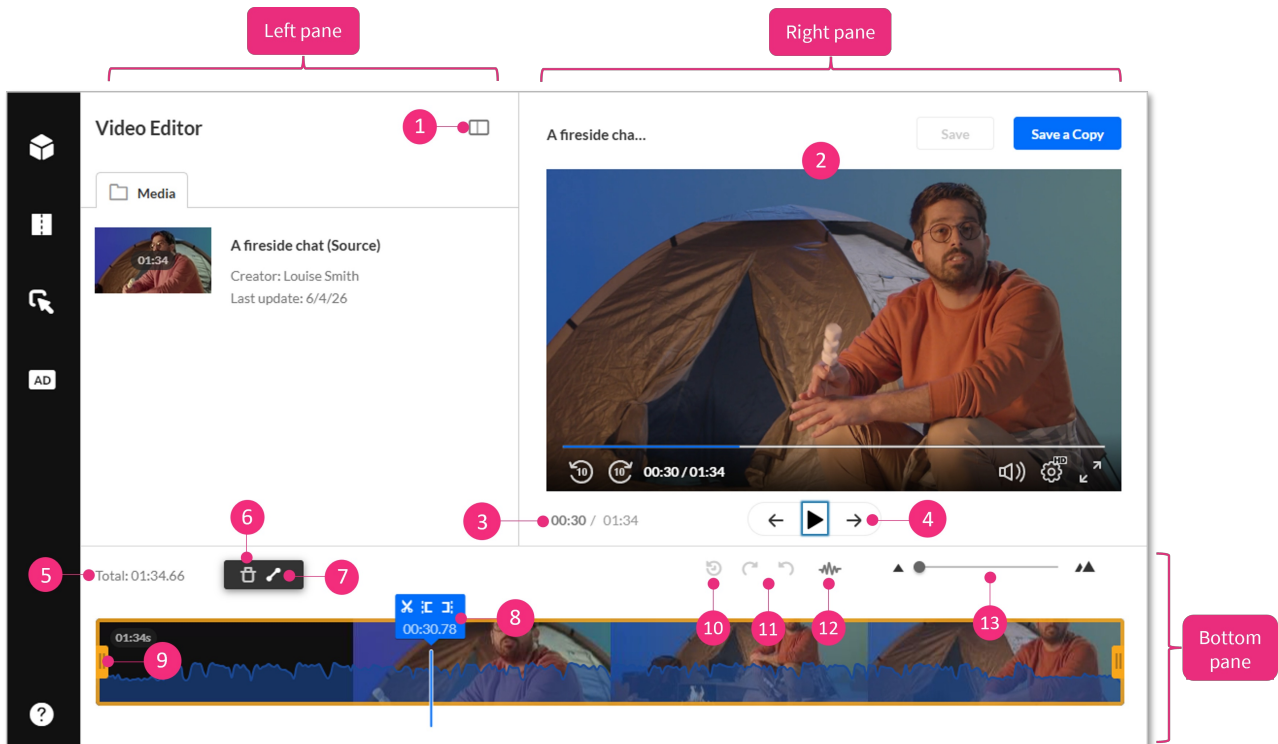 Left pane
Right pane
1
Video Editor
2
A fireside cha...
Save
Save a Copy
Media
01:34
A fireside chat (Source)
Creator: Louise Smith
Last update: 6/4/26
AD
10
10
00:30 / 01:34
HD
3
00:30 / 01:34
4
5
Total: 01:34.66
6
7
8
00:30.78
9
01:34s
10
11
12
13
Bottom
pane
?